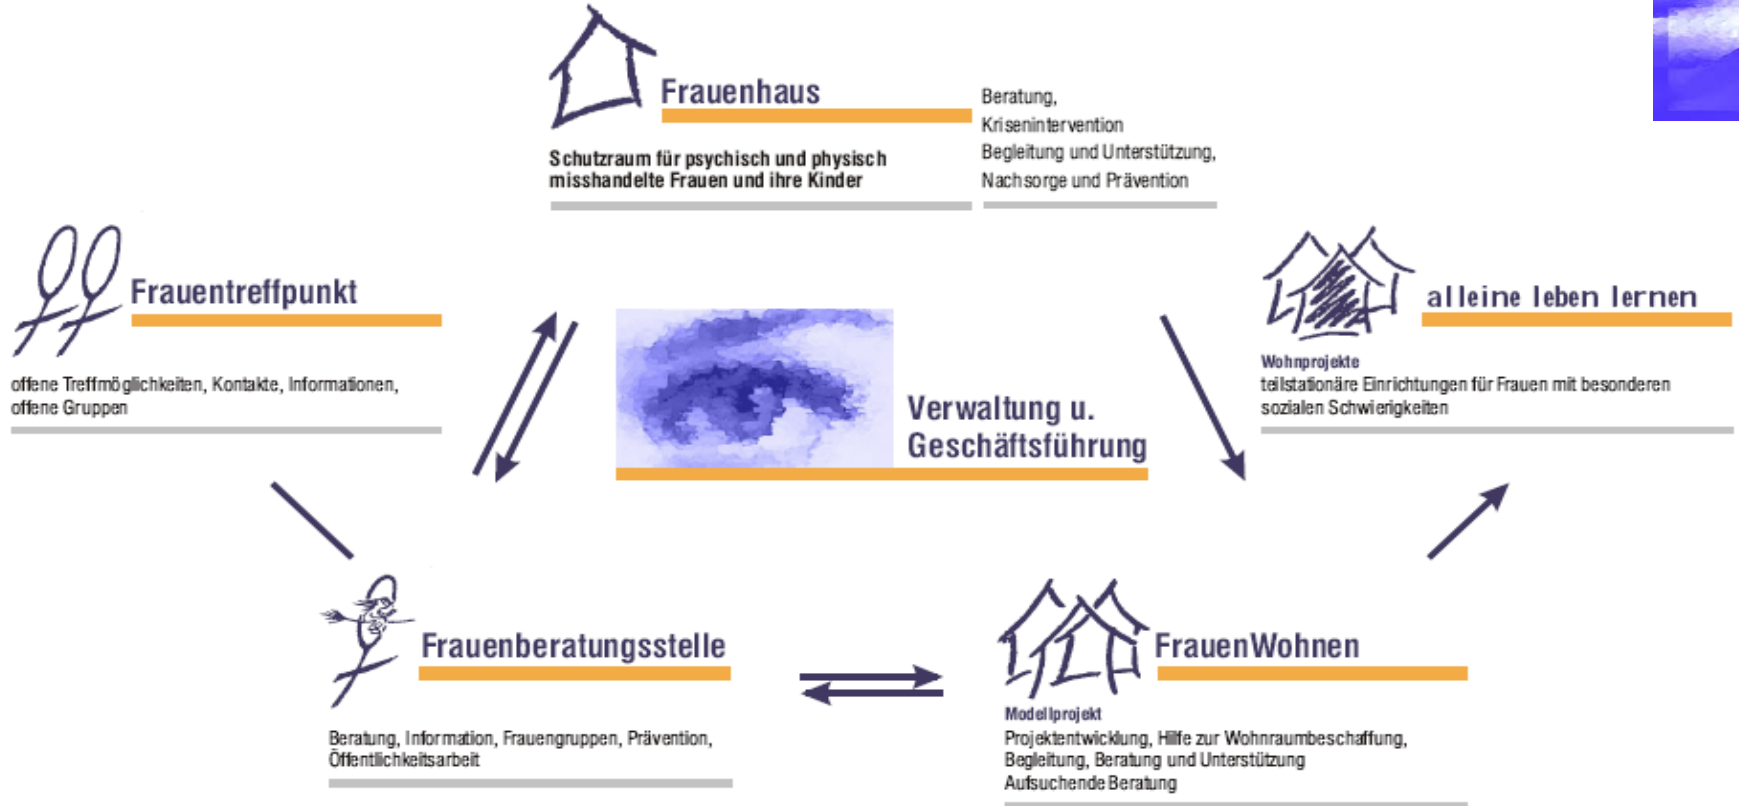 Frauenhaus
Schutzraum für psychisch und physisch
misshandelte Frauen und ihre Kinder
Beratung,
Krisenintervention
Begleitung und Unterstützung,
Nachsorge und Prävention
Frauentreffpunkt
offene Treffmöglichkeiten, Kontakte, Informationen,
offene Gruppen
Verwaltung u.
Geschäftsführung
alleine leben lernen
Wohnprojekte
teilstationäre Einrichtungen für Frauen mit besonderen
sozialen Schwierigkeiten
Frauenberatungsstelle
Beratung, Information, Frauengruppen, Prävention,
Öffentlichkeitsarbeit
FrauenWohnen
Modellprojekt
Projektentwicklung, Hilfe zur Wohnraumbeschaffung,
Begleitung, Beratung und Unterstützung
Aufsuchende Beratung